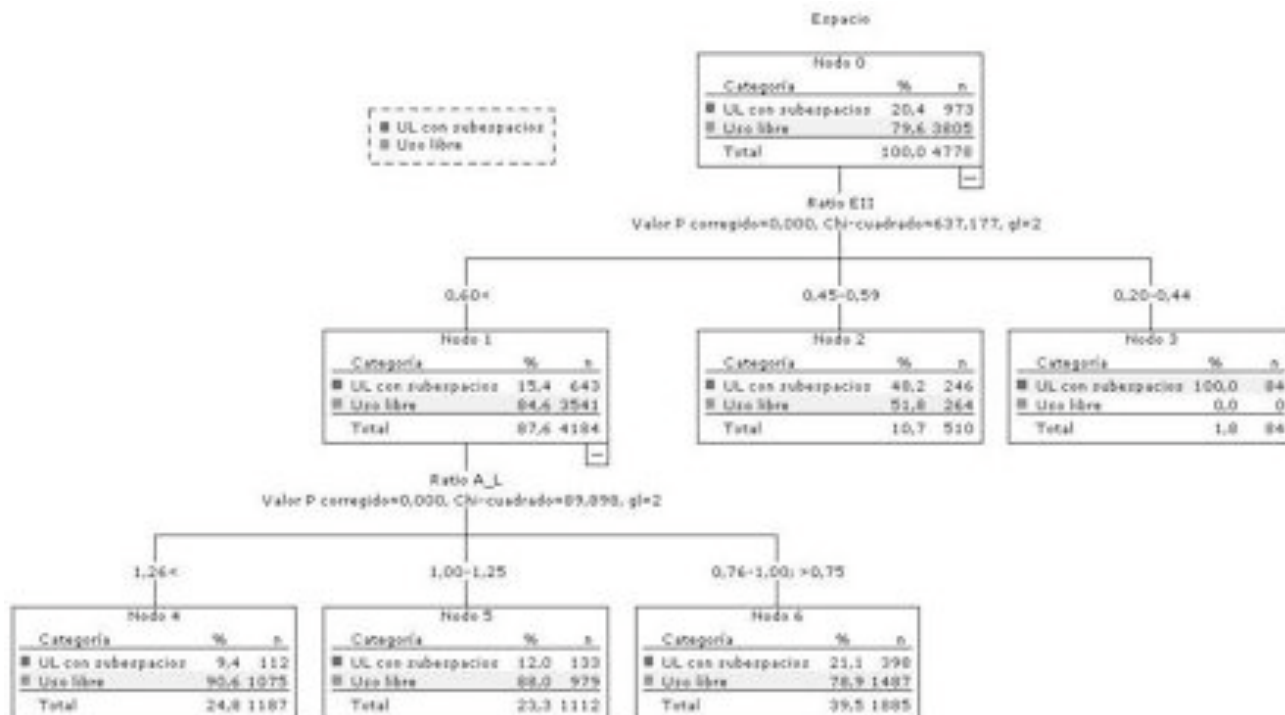 Espacio
UL con subespacios
Uso libre
Nodo 0
Categoría % n
UL con subespacios 20,4 973
Uso libre 79,6 3805
Total 100,0 4778
Ratio EII
Valor P corregido=0,000, Chi-cuadrado=637,177, gl=2
0,60<
0,45-0,59
0,20-0,44
Nodo 1
Categoría % n
UL con subespacios 15,4 643
Uso libre 84,6 3541
Total 87,6 4184
Nodo 2
Categoría % n
UL con subespacios 48,2 246
Uso libre 51,8 264
Total 10,7 510
Nodo 3
Categoría % n
UL con subespacios 100,0 84
Uso libre 0,0 0
Total 1,8 84
Ratio A_L
Valor P corregido=0,000, Chi-cuadrado=89,898, gl=2
1,26<
1,00-1,25
0,76-1,00; >0,75
Nodo 4
Categoría % n
UL con subespacios 9,4 112
Uso libre 90,6 1075
Total 24,8 1187
Nodo 5
Categoría % n
UL con subespacios 12,0 133
Uso libre 88,0 979
Total 23,3 1112
Nodo 6
Categoría % n
UL con subespacios 21,1 398
Uso libre 78,9 1487
Total 39,5 1885